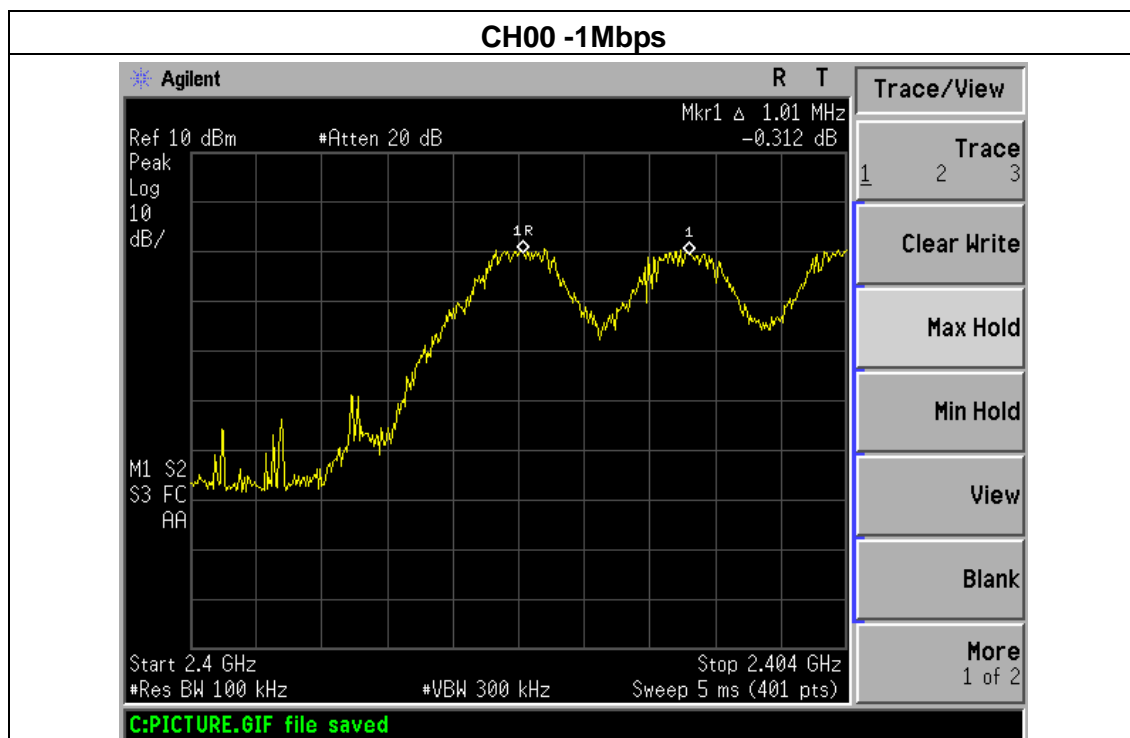 CH00 -1Mbps
Agilent R T
Mkr1 Δ 1.01 MHz
Ref 10 dBm #Atten 20 dB -0.312 dB
Peak
Log
10
dB/
1R
1
M1 S2
S3 FC
AA
Start 2.4 GHz Stop 2.404 GHz
#Res BW 100 kHz #VBW 300 kHz Sweep 5 ms (401 pts)
C:PICTURE.GIF file saved
Trace/View
Trace
1 2 3
Clear Write
Max Hold
Min Hold
View
Blank
More
1 of 2